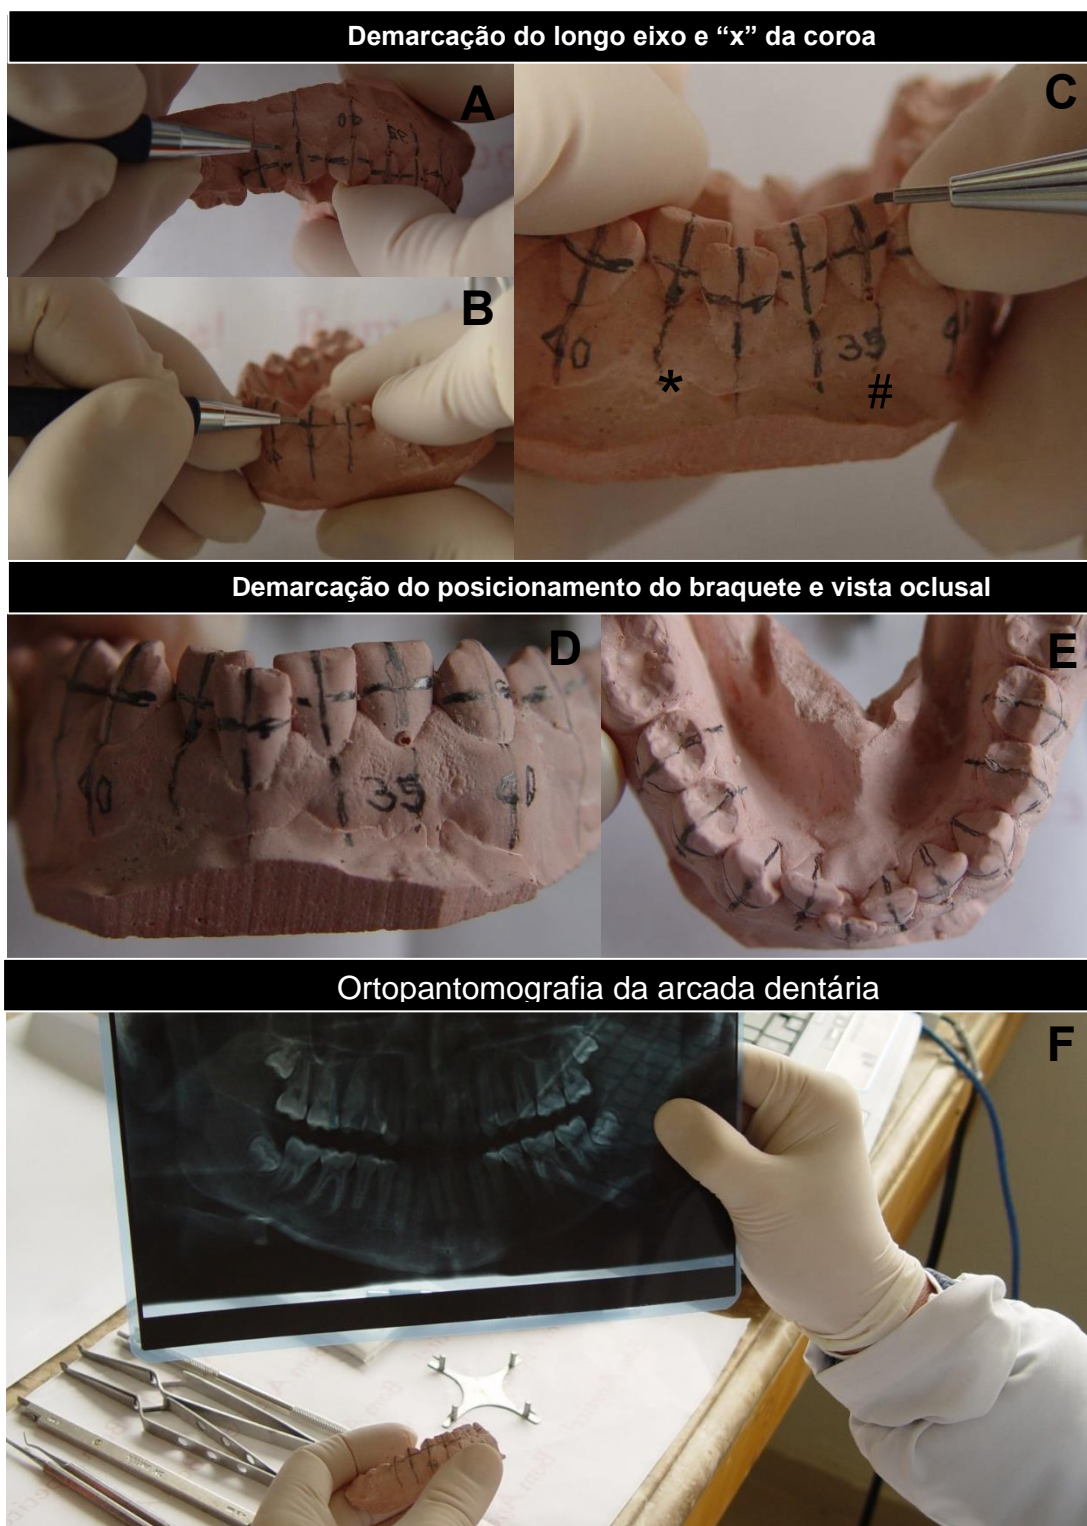 Demarcação do longo eixo e “x” da coroa
A
C
B
40
*
35
#
Demarcação do posicionamento do braquete e vista oclusal
D
E
40
35
Ortopantomografia da arcada dentária
F